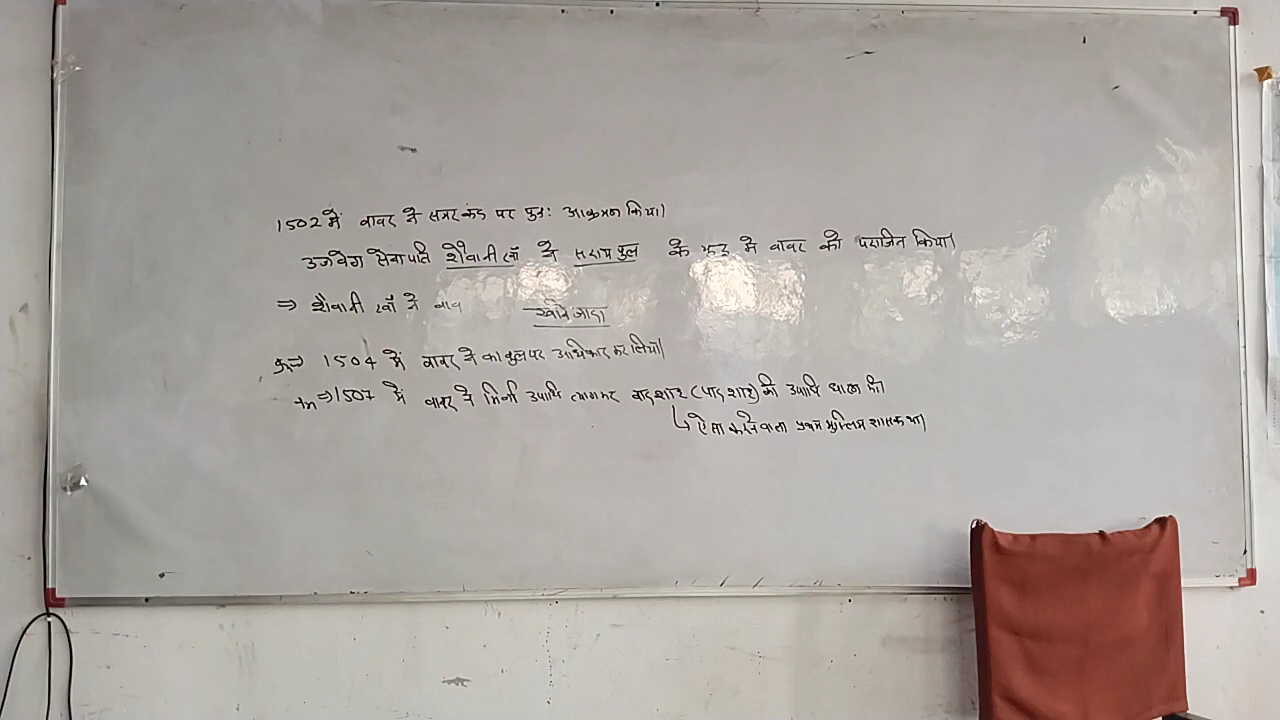 1502 में बाबर ने समरकंद पर पुनः आक्रमण किया।
उजबेग सेनापति शैबानी खाँ ने सरायपुल के युद्ध में बाबर को पराजित किया।
⇒ शैबानी खाँ ने बाब खाने जादा
⇒ 1504 में बाबर ने काबुल पर अधिकार कर लिया।
⇒ 1507 में बाबर ने मिर्जा उपाधि त्यागकर बादशाह (पादशाह) की उपाधि धारण की
↳ ऐसा करने वाला प्रथम मुस्लिम शासक था।